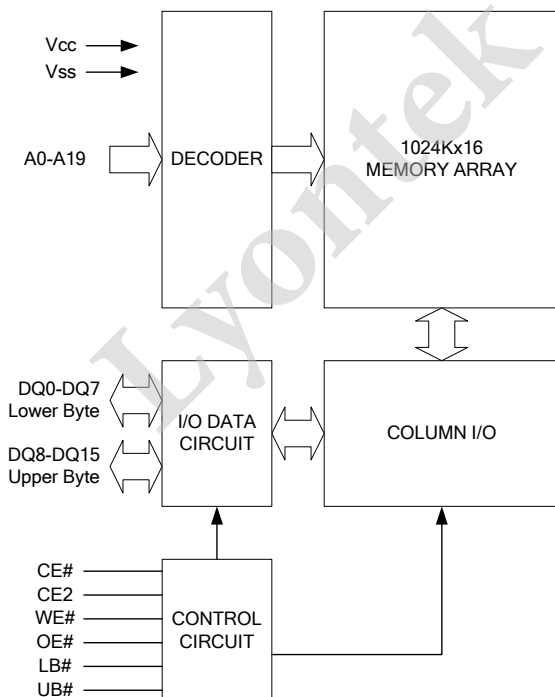 Vcc
Vss
A0-A19
DECODER
1024Kx16
MEMORY ARRAY
DQ0-DQ7
Lower Byte
DQ8-DQ15
Upper Byte
I/O DATA
CIRCUIT
COLUMN I/O
CE#
CE2
WE#
OE#
LB#
UB#
CONTROL
CIRCUIT
Lyontek